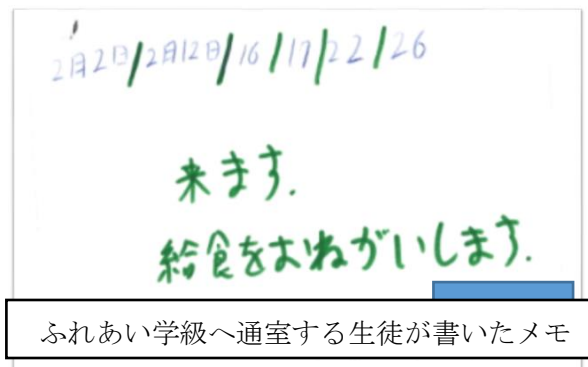 2月2日/2月12日/16/17/22/26
来ます.
給食をおねがいします.
ふれあい学級へ通室する生徒が書いたメモ